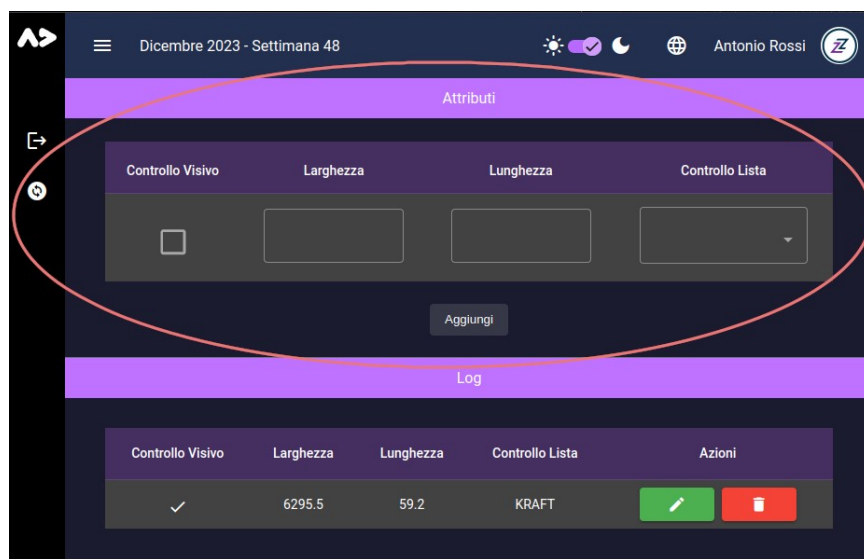 Dicembre 2023 - Settimana 48
Antonio Rossi
Attributi
Controllo Visivo Larghezza Lunghezza Controllo Lista
Aggiungi
Log
Controllo Visivo Larghezza Lunghezza Controllo Lista Azioni
6295.5 59.2 KRAFT